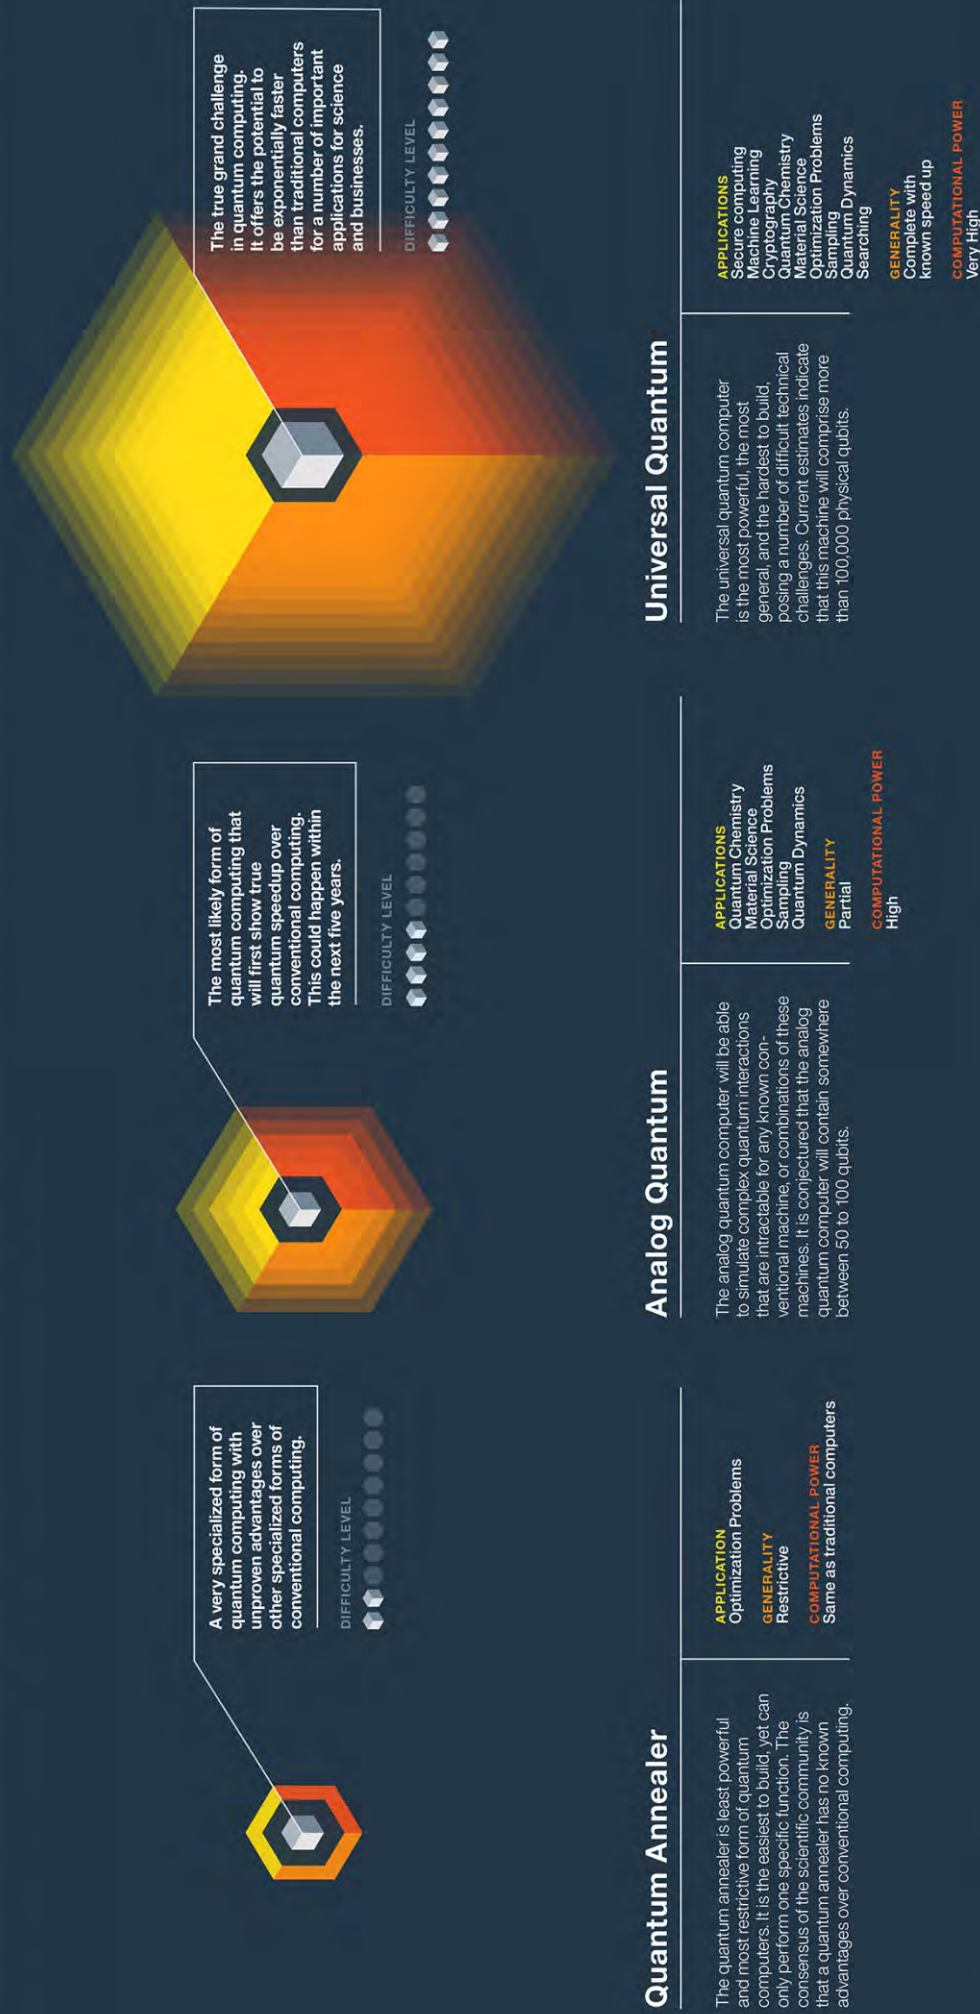 A very specialized form of
quantum computing with
unproven advantages over
other specialized forms of
conventional computing.
DIFFICULTY LEVEL
Quantum Annealer
The quantum annealer is least powerful
and most restrictive form of quantum
computers. It is the easiest to build, yet can
only perform one specific function. The
consensus of the scientific community is
that a quantum annealer has no known
advantages over conventional computing.
APPLICATION
Optimization Problems
GENERALITY
Restrictive
COMPUTATIONAL POWER
Same as traditional computers
The most likely form of
quantum computing that
will first show true
quantum speedup over
conventional computing.
This could happen within
the next five years.
DIFFICULTY LEVEL
Analog Quantum
The analog quantum computer will be able
to simulate complex quantum interactions
that are intractable for any known con-
ventional machine, or combinations of these
machines. It is conjectured that the analog
quantum computer will contain somewhere
between 50 to 100 qubits.
APPLICATIONS
Quantum Chemistry
Material Science
Optimization Problems
Sampling
Quantum Dynamics
GENERALITY
Partial
COMPUTATIONAL POWER
High
The true grand challenge
in quantum computing.
It offers the potential to
be exponentially faster
than traditional computers
for a number of important
applications for science
and businesses.
DIFFICULTY LEVEL
Universal Quantum
The universal quantum computer
is the most powerful, the most
general, and the hardest to build,
posing a number of difficult technical
challenges. Current estimates indicate
that this machine will comprise more
than 100,000 physical qubits.
APPLICATIONS
Secure computing
Machine Learning
Cryptography
Quantum Chemistry
Material Science
Optimization Problems
Sampling
Quantum Dynamics
Searching
GENERALITY
Complete with
known speed up
COMPUTATIONAL POWER
Very High